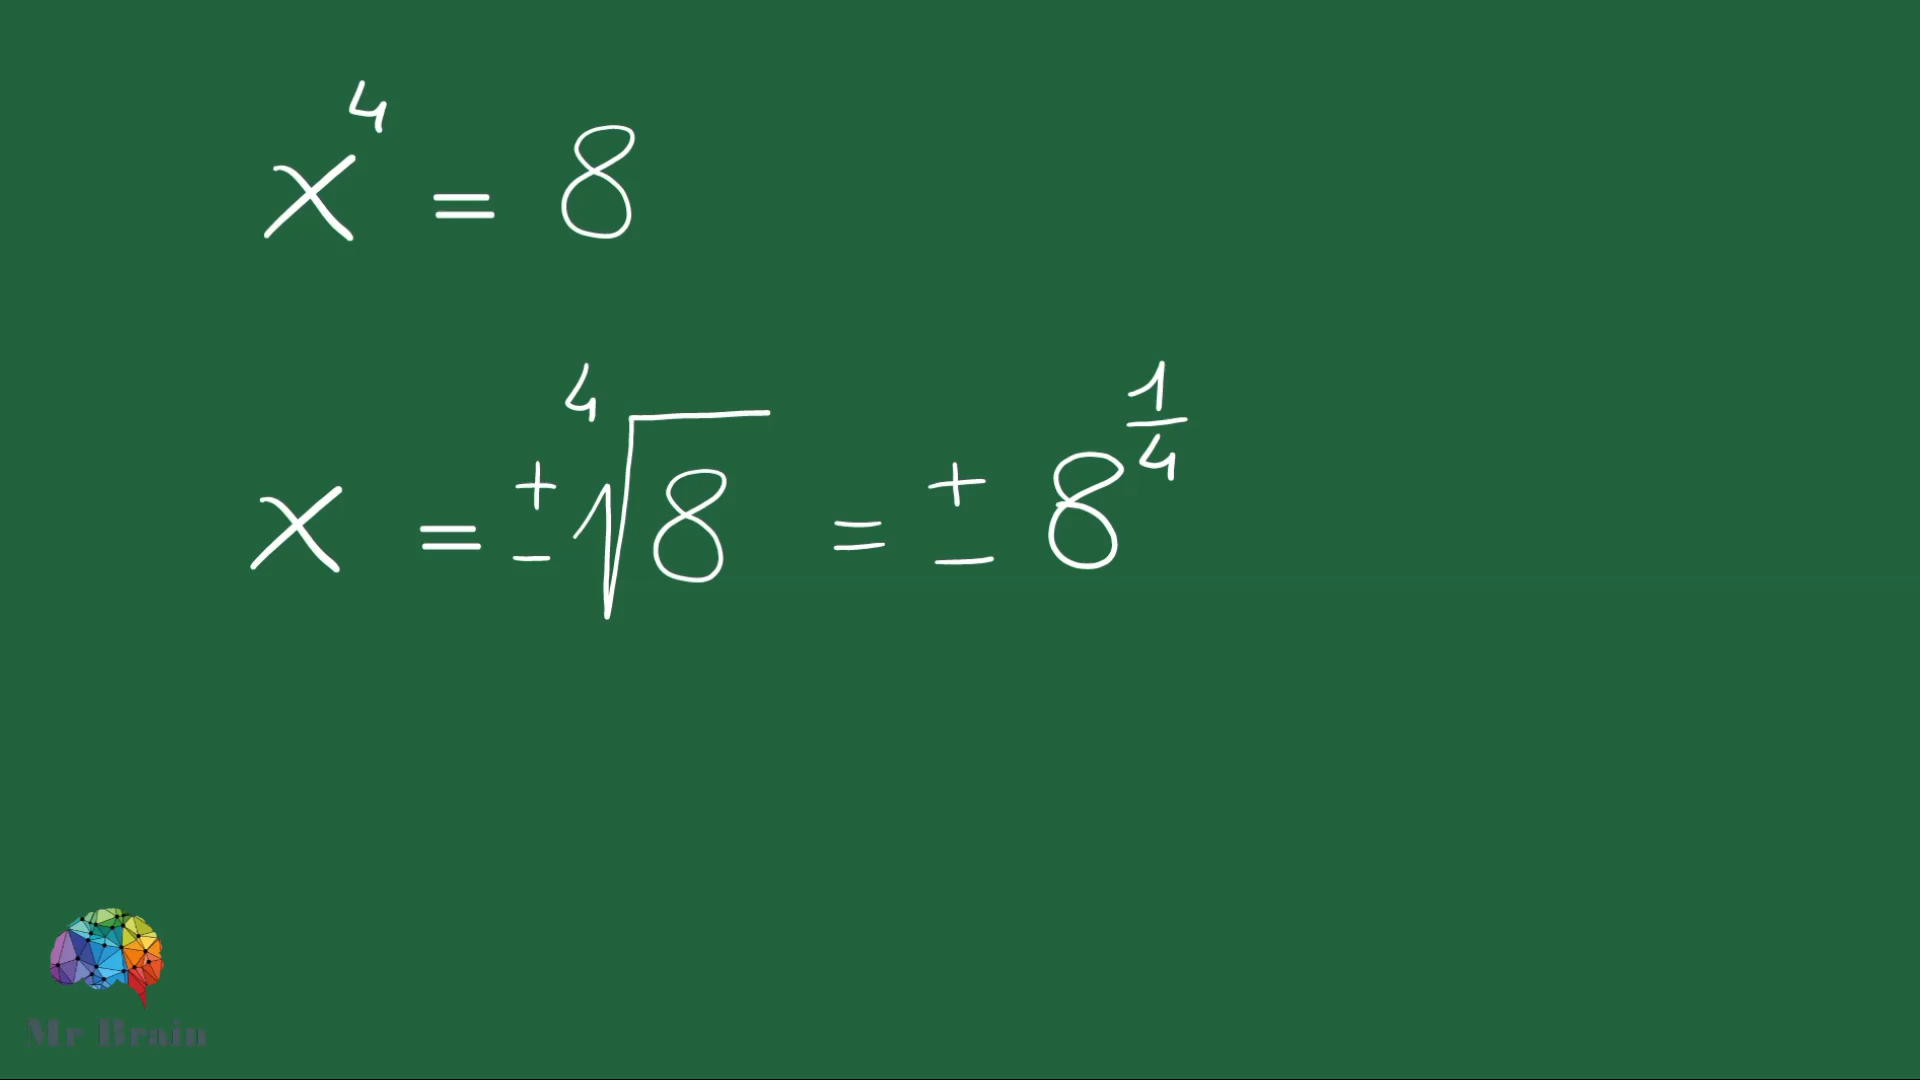 x⁴ = 8
x = ±⁴√8 = ± 8^(1/4)
Mr Brain